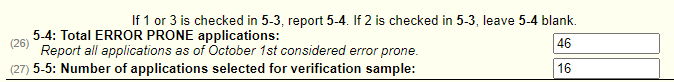 If 1 or 3 is checked in 5-3, report 5-4. If 2 is checked in 5-3, leave 5-4 blank.
(26) 5-4: Total ERROR PRONE applications:
Report all applications as of October 1st considered error prone.
46
(27) 5-5: Number of applications selected for verification sample:
16